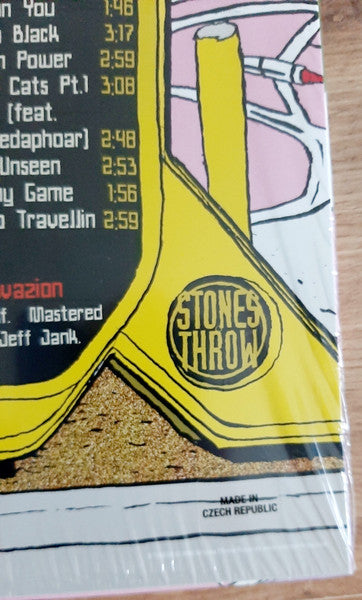 n You 1:46
n Black 3:17
n Power 2:59
Cats Pt.1 3:08
(feat.
edaphoar) 2:48
Unseen 2:53
y Game 1:56
o Travellin 2:59
vazion
f. Mastered
Jeff Jank.
STONES
THROW
MADE IN
CZECH REPUBLIC